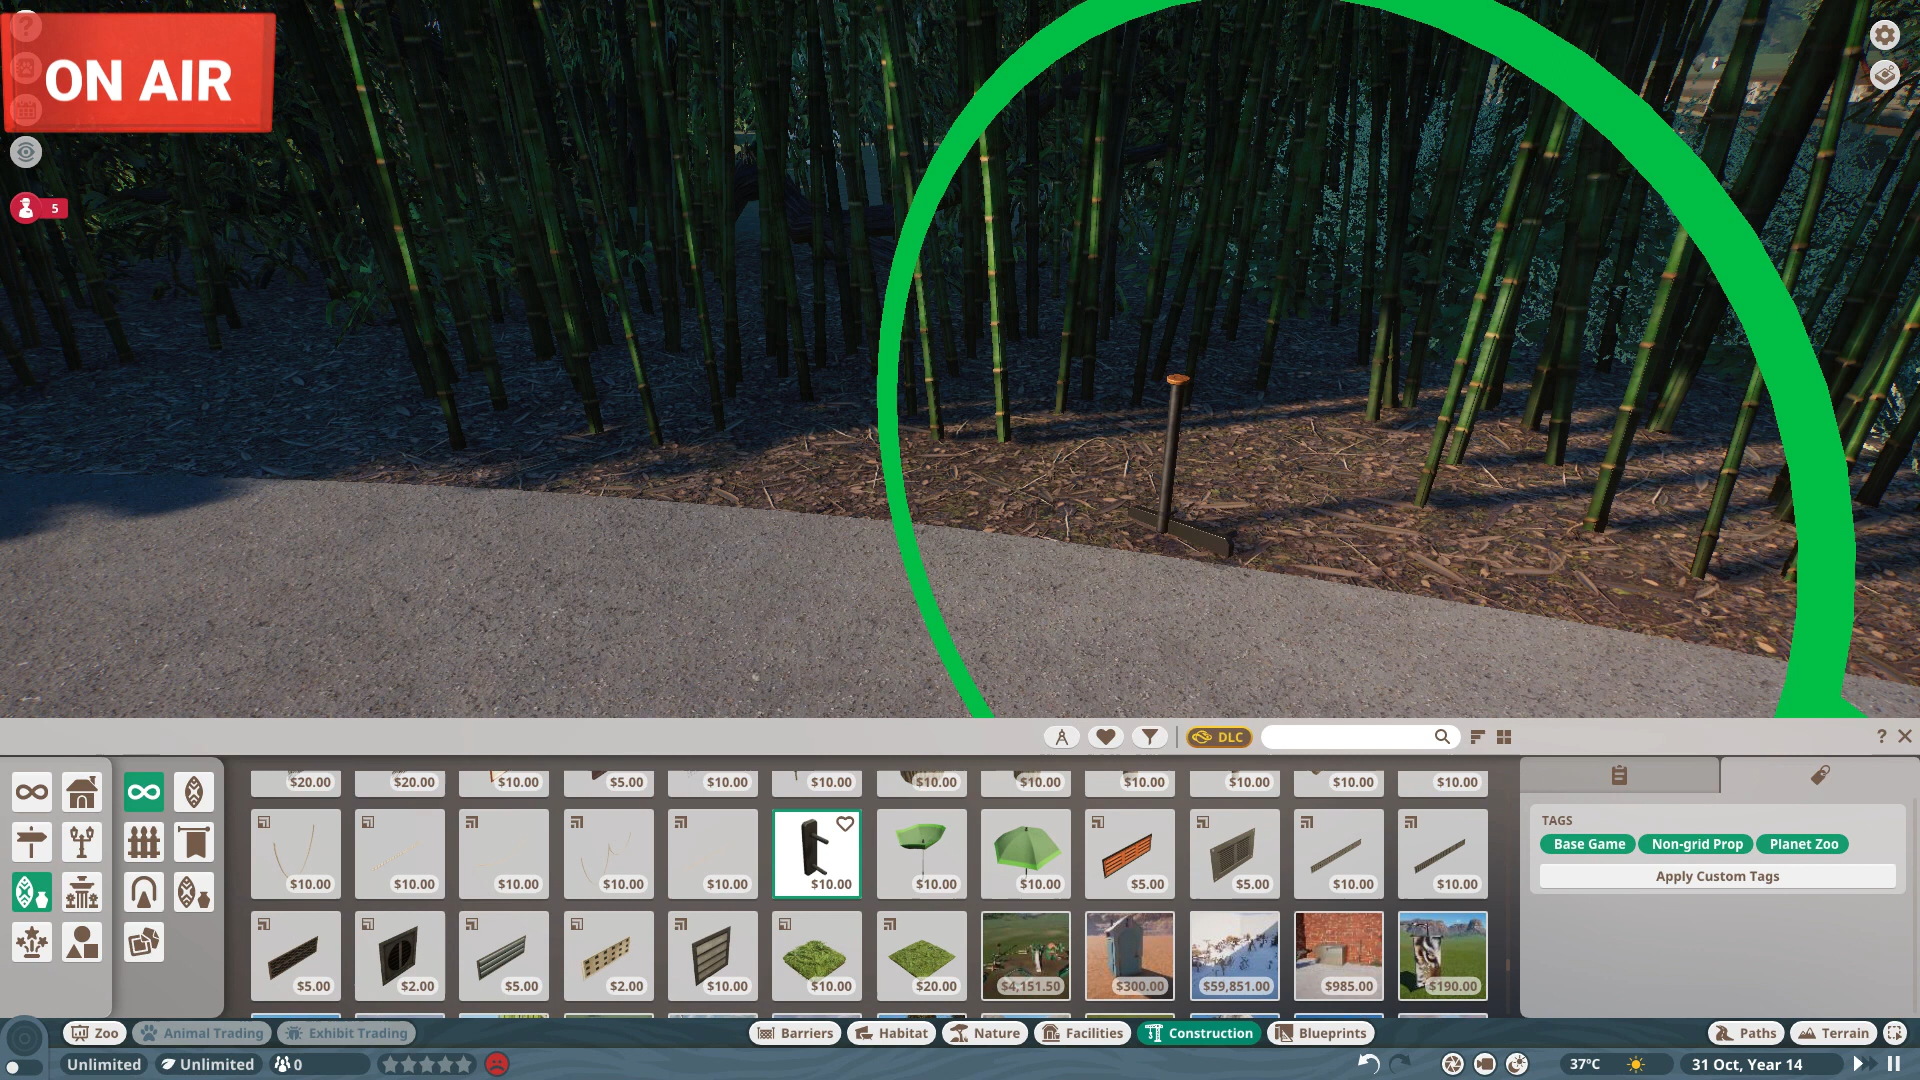 ON AIR
5
DLC
?
$20.00 $20.00 $10.00 $5.00 $10.00 $10.00 $10.00 $10.00 $10.00 $10.00 $10.00 $10.00
$10.00 $10.00 $10.00 $10.00 $10.00 $10.00 $10.00 $10.00 $5.00 $5.00 $10.00 $10.00
$5.00 $2.00 $5.00 $2.00 $10.00 $10.00 $20.00 $4,151.50 $300.00 $59,851.00 $985.00 $190.00
TAGS
Base Game Non-grid Prop Planet Zoo
Apply Custom Tags
Zoo Animal Trading Exhibit Trading Barriers Habitat Nature Facilities Construction Blueprints Paths Terrain
Unlimited Unlimited 0 37°C 31 Oct, Year 14